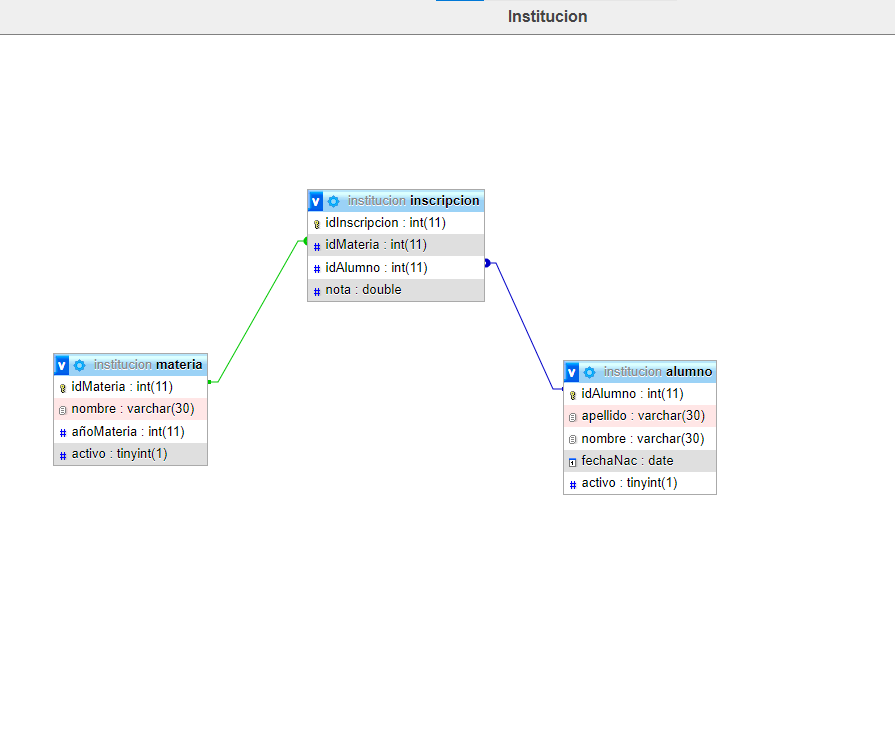 Institucion
v institucion inscripcion
idInscripcion : int(11)
# idMateria : int(11)
# idAlumno : int(11)
# nota : double
v institucion materia
idMateria : int(11)
nombre : varchar(30)
# añoMateria : int(11)
# activo : tinyint(1)
v institucion alumno
idAlumno : int(11)
apellido : varchar(30)
nombre : varchar(30)
fechaNac : date
# activo : tinyint(1)